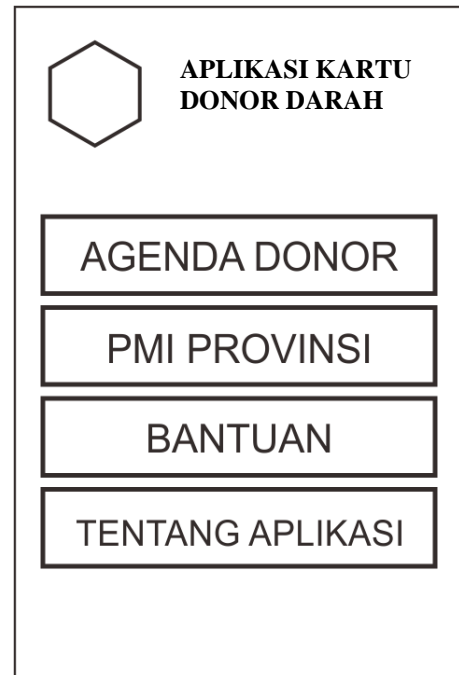 APLIKASI KARTU
DONOR DARAH
AGENDA DONOR
PMI PROVINSI
BANTUAN
TENTANG APLIKASI